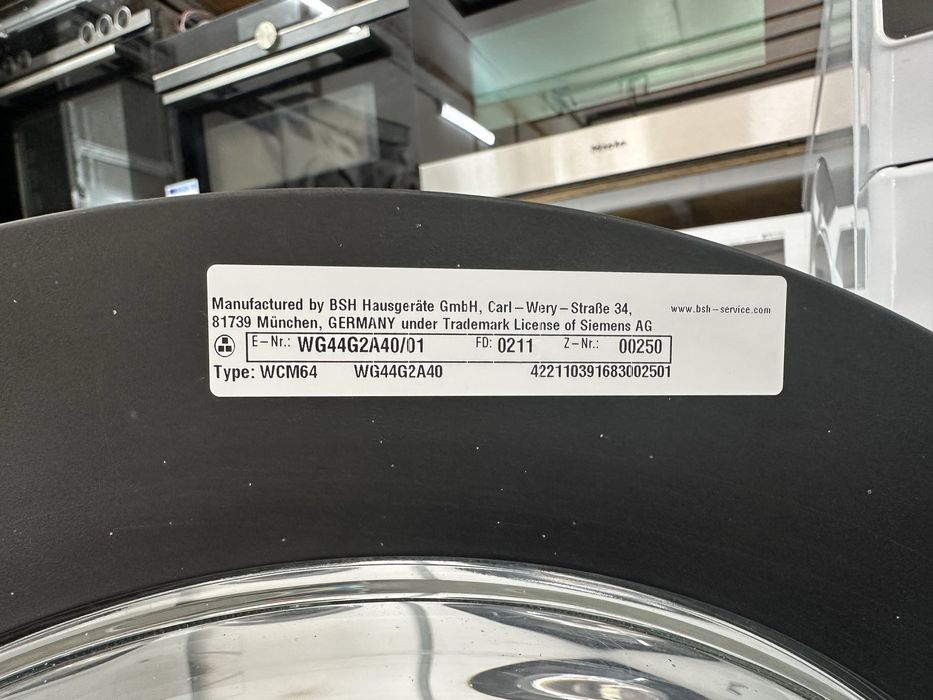 Miele
Manufactured by BSH Hausgeräte GmbH, Carl-Wery-Straße 34,
www.bsh-service.com
81739 München, GERMANY under Trademark License of Siemens AG
E-Nr.: WG44G2A40/01 FD: 0211 Z-Nr.: 00250
Type: WCM64 WG44G2A40 422110391683002501